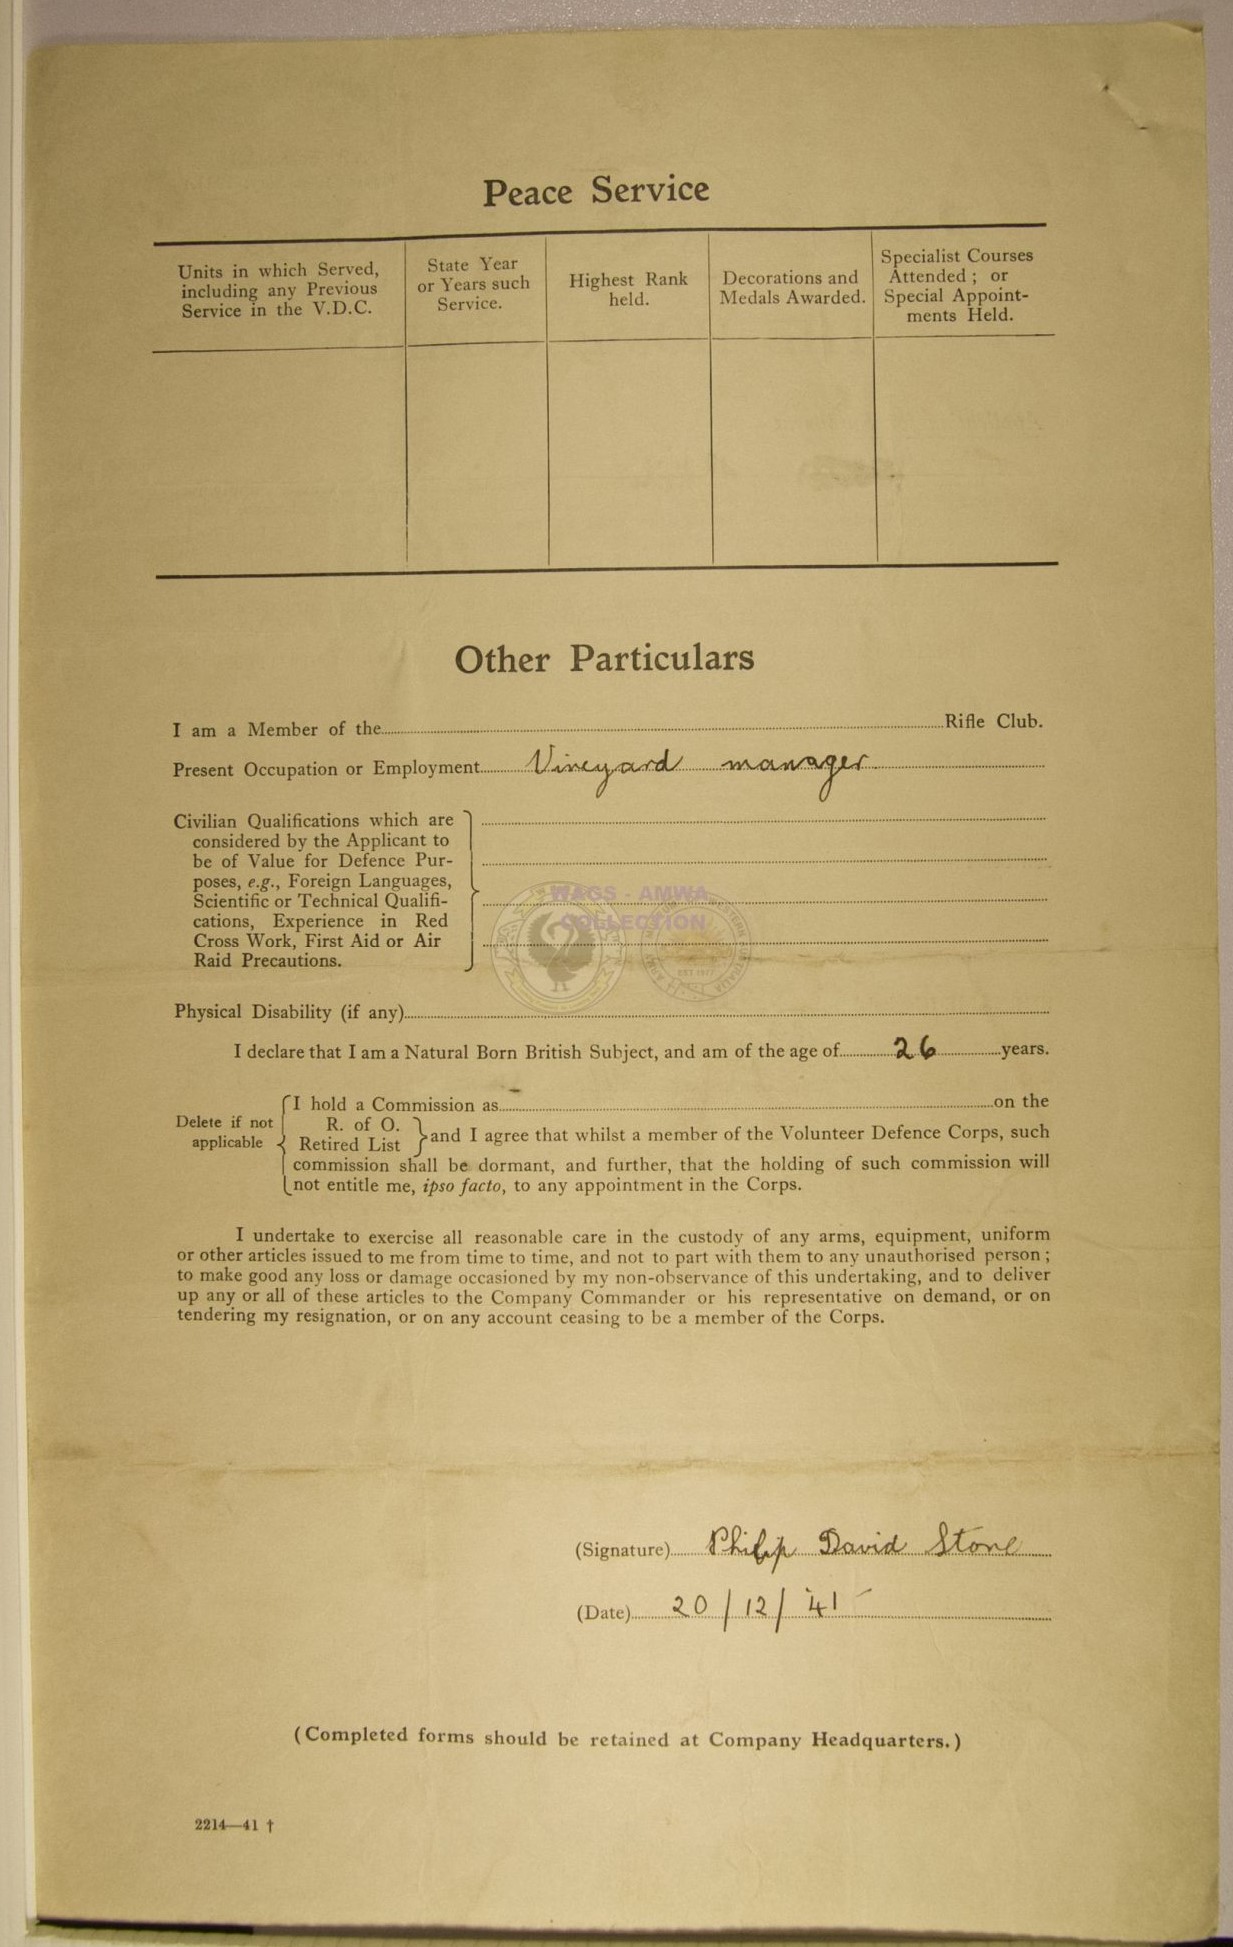 Peace Service
Units in which Served,
including any Previous
Service in the V.D.C.
State Year
or Years such
Service.
Highest Rank
held.
Decorations and
Medals Awarded.
Specialist Courses
Attended ; or
Special Appoint-
ments Held.
Other Particulars
I am a Member of the Rifle Club.
Present Occupation or Employment Vineyard manager
Civilian Qualifications which are
considered by the Applicant to
be of Value for Defence Pur-
poses, e.g., Foreign Languages,
Scientific or Technical Qualifi-
cations, Experience in Red
Cross Work, First Aid or Air
Raid Precautions.
WAGS - AMWA
COLLECTION
Physical Disability (if any)
I declare that I am a Natural Born British Subject, and am of the age of 26 years.
Delete if not
applicable
I hold a Commission as on the
R. of O.
Retired List
and I agree that whilst a member of the Volunteer Defence Corps, such
commission shall be dormant, and further, that the holding of such commission will
not entitle me, ipso facto, to any appointment in the Corps.
I undertake to exercise all reasonable care in the custody of any arms, equipment, uniform
or other articles issued to me from time to time, and not to part with them to any unauthorised person ;
to make good any loss or damage occasioned by my non-observance of this undertaking, and to deliver
up any or all of these articles to the Company Commander or his representative on demand, or on
tendering my resignation, or on any account ceasing to be a member of the Corps.
(Signature) Philip David Stone
(Date) 20/12/'41
(Completed forms should be retained at Company Headquarters.)
2214—41 †